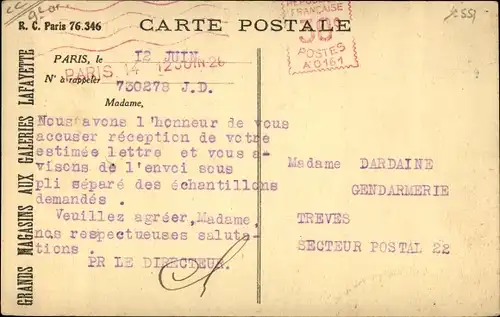 R. C. Paris 76.346
CARTE POSTALE
GRANDS MAGASINS AUX GALERIES LAFAYETTE
PARIS, le 12 JUIN
N° à rappeler 730278 J.D.
PARIS 14 12 JUIN 26
FRANÇAISE
POSTES
A°0161
Madame,
Nous avons l'honneur de vous
accuser réception de votre
estimée lettre et vous a-
visons de l'envoi sous
pli séparé des échantillons
demandés .
Veuillez agréer, Madame,
nos respectueuses saluta-
tions .
PR LE DIRECTEUR.
Madame DARDAINE
GENDARMERIE
TREVES
SECTEUR POSTAL 22